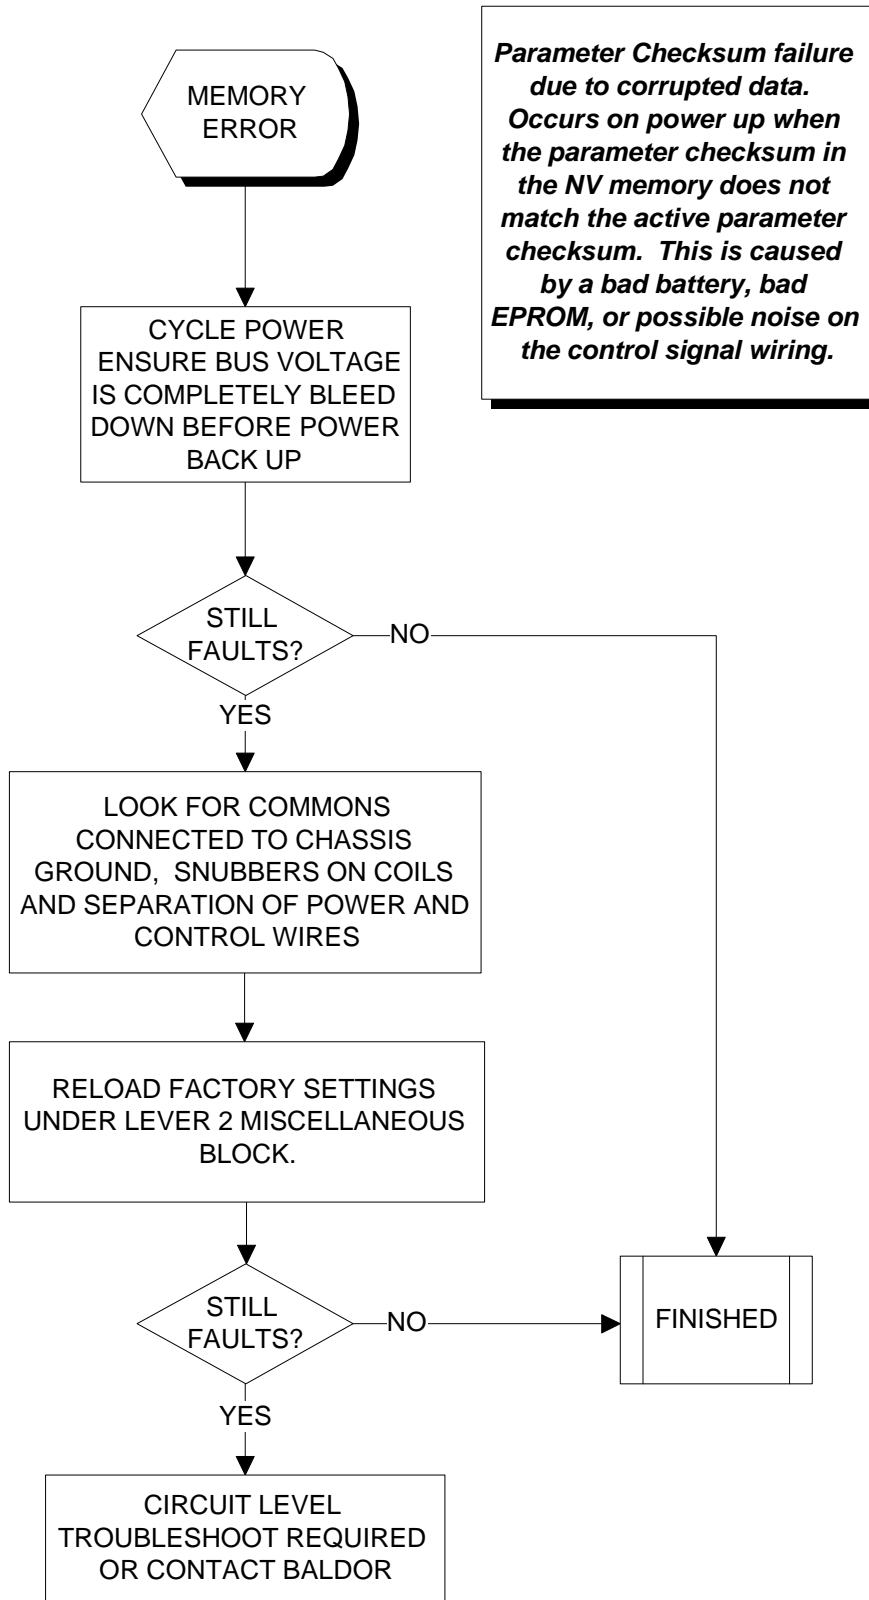 MEMORY
ERROR
Parameter Checksum failure
due to corrupted data.
Occurs on power up when
the parameter checksum in
the NV memory does not
match the active parameter
checksum. This is caused
by a bad battery, bad
EPROM, or possible noise on
the control signal wiring.
CYCLE POWER
ENSURE BUS VOLTAGE
IS COMPLETELY BLEED
DOWN BEFORE POWER
BACK UP
STILL
FAULTS?
NO
YES
LOOK FOR COMMONS
CONNECTED TO CHASSIS
GROUND, SNUBBERS ON COILS
AND SEPARATION OF POWER AND
CONTROL WIRES
RELOAD FACTORY SETTINGS
UNDER LEVER 2 MISCELLANEOUS
BLOCK.
STILL
FAULTS?
NO
FINISHED
YES
CIRCUIT LEVEL
TROUBLESHOOT REQUIRED
OR CONTACT BALDOR